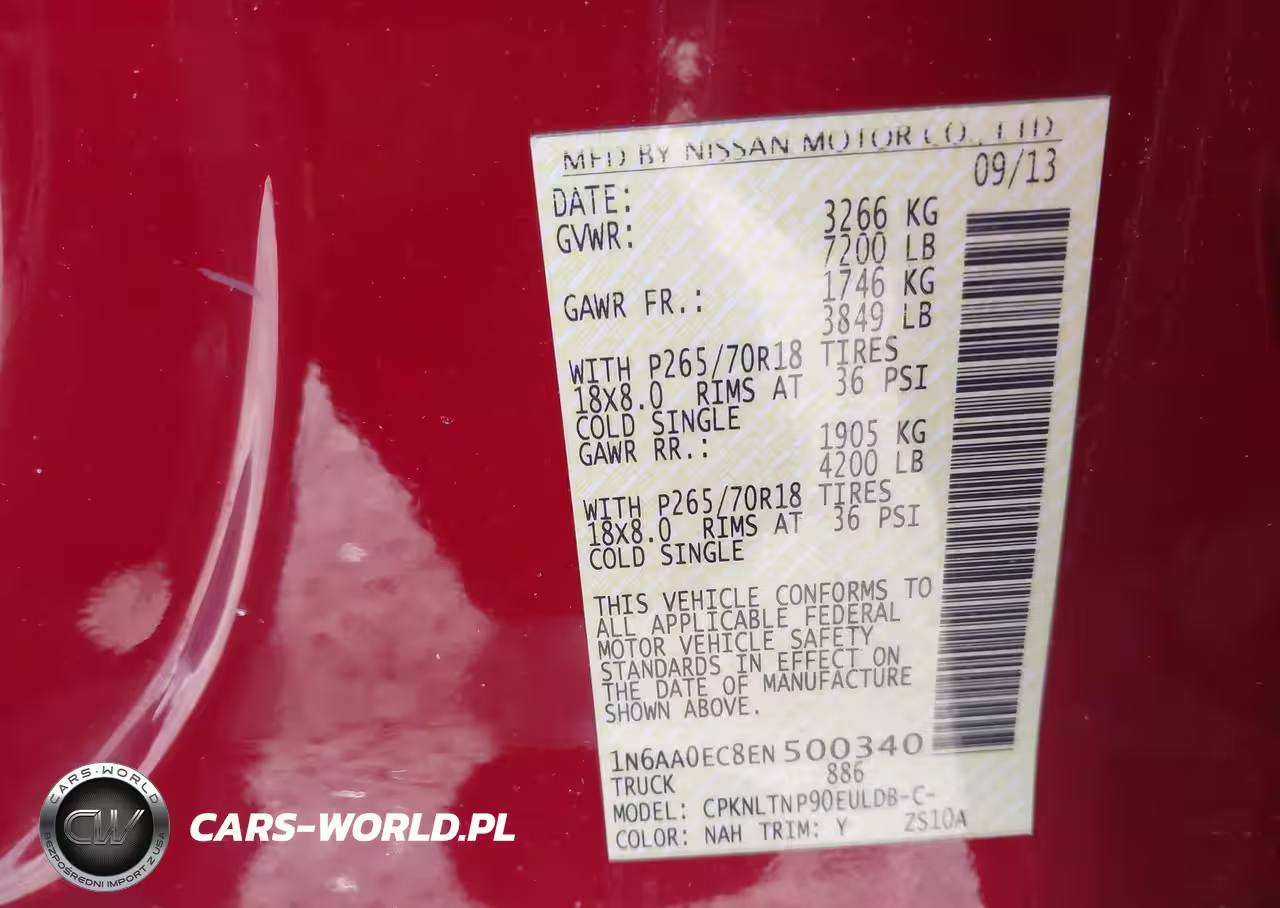 MFD BY NISSAN MOTOR CO., LTD
DATE: 09/13
GVWR: 3266 KG
7200 LB
GAWR FR.: 1746 KG
3849 LB
WITH P265/70R18 TIRES
18X8.0 RIMS AT 36 PSI
COLD SINGLE
GAWR RR.: 1905 KG
4200 LB
WITH P265/70R18 TIRES
18X8.0 RIMS AT 36 PSI
COLD SINGLE
THIS VEHICLE CONFORMS TO
ALL APPLICABLE FEDERAL
MOTOR VEHICLE SAFETY
STANDARDS IN EFFECT ON
THE DATE OF MANUFACTURE
SHOWN ABOVE.
1N6AA0EC8EN500340
TRUCK 886
MODEL: CPKNLTNP90EULDB-C-
COLOR: NAH TRIM: Y ZS10A
CARS-WORLD
CW
BEZPOŚREDNI IMPORT Z USA
CARS-WORLD.PL